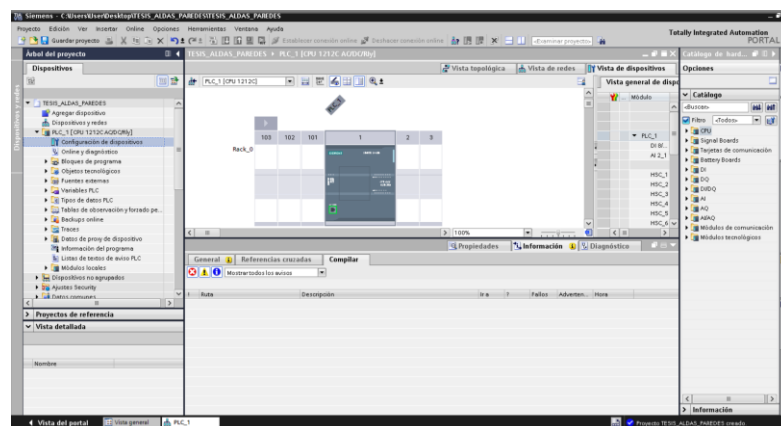 Siemens - C:\Users\User\Desktop\TESIS_ALDAS_PAREDES\TESIS_ALDAS_PAREDES
Proyecto Edición Ver Insertar Online Opciones Herramientas Ventana Ayuda
Totally Integrated Automation
PORTAL
Guardar proyecto
Establecer conexión online
Deshacer conexión online
<Examinar proyecto>
Árbol del proyecto
Dispositivos
TESIS_ALDAS_PAREDES
Agregar dispositivo
Dispositivos y redes
PLC_1 [CPU 1212C AC/DC/Rly]
Configuración de dispositivos
Online y diagnóstico
Bloques de programa
Objetos tecnológicos
Fuentes externas
Variables PLC
Tipos de datos PLC
Tablas de observación y forzado pe...
Backups online
Traces
Datos de proxy de dispositivo
Información del programa
Listas de textos de aviso PLC
Módulos locales
Dispositivos no agrupados
Ajustes Security
Datos comunes
Proyectos de referencia
Vista detallada
Nombre
Dispositivos y redes
TESIS_ALDAS_PAREDES PLC_1 [CPU 1212C AC/DC/Rly]
Vista topológica
Vista de redes
Vista de dispositivos
PLC_1 [CPU 1212C]
PLC_1
103 102 101 1 2 3
Rack_0
100%
Vista general de dispo
Módulo
PLC_1
AI 2_1
HSC_1
HSC_2
HSC_3
HSC_4
HSC_5
HSC_6
Propiedades
Información
Diagnóstico
General
Referencias cruzadas
Compilar
Mostrar todos los avisos
! Ruta Descripción Ir a ? Fallos Adverten... Hora
Catálogo de hard...
Opciones
Catálogo
<Buscar>
Filtro <Todos>
CPU
Signal Boards
Tarjetas de comunicación
Battery Boards
DI
DQ
DI/DQ
AI
AQ
AI/AQ
Módulos de comunicación
Módulos tecnológicos
Información
Vista del portal
Vista general
PLC_1
Proyecto TESIS_ALDAS_PAREDES creado.